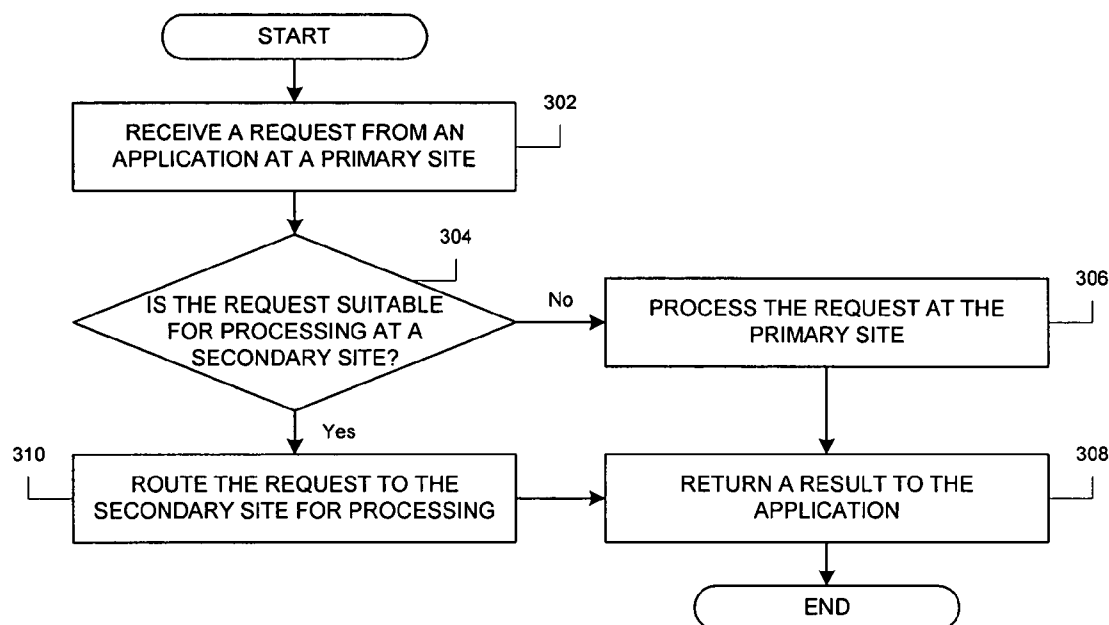 START
302
RECEIVE A REQUEST FROM AN
APPLICATION AT A PRIMARY SITE
304
IS THE REQUEST SUITABLE
FOR PROCESSING AT A
SECONDARY SITE?
No
306
PROCESS THE REQUEST AT THE
PRIMARY SITE
Yes
310
ROUTE THE REQUEST TO THE
SECONDARY SITE FOR PROCESSING
308
RETURN A RESULT TO THE
APPLICATION
END